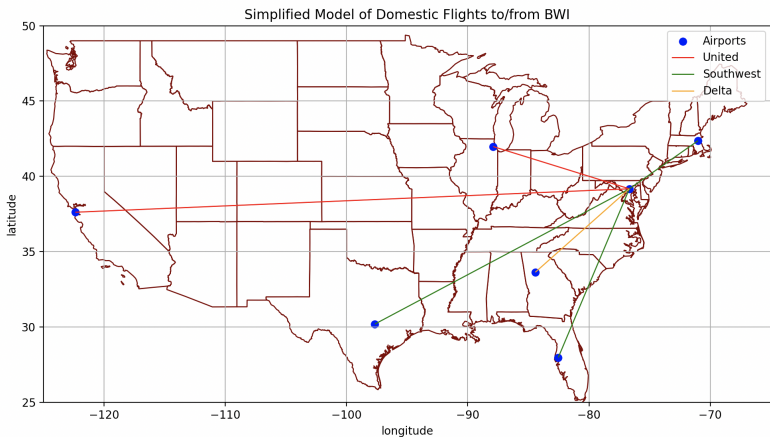 Simplified Model of Domestic Flights to/from BWI
50
45
40
35
30
25
latitude
Airports
United
Southwest
Delta
−120
−110
−100
−90
−80
−70
longitude